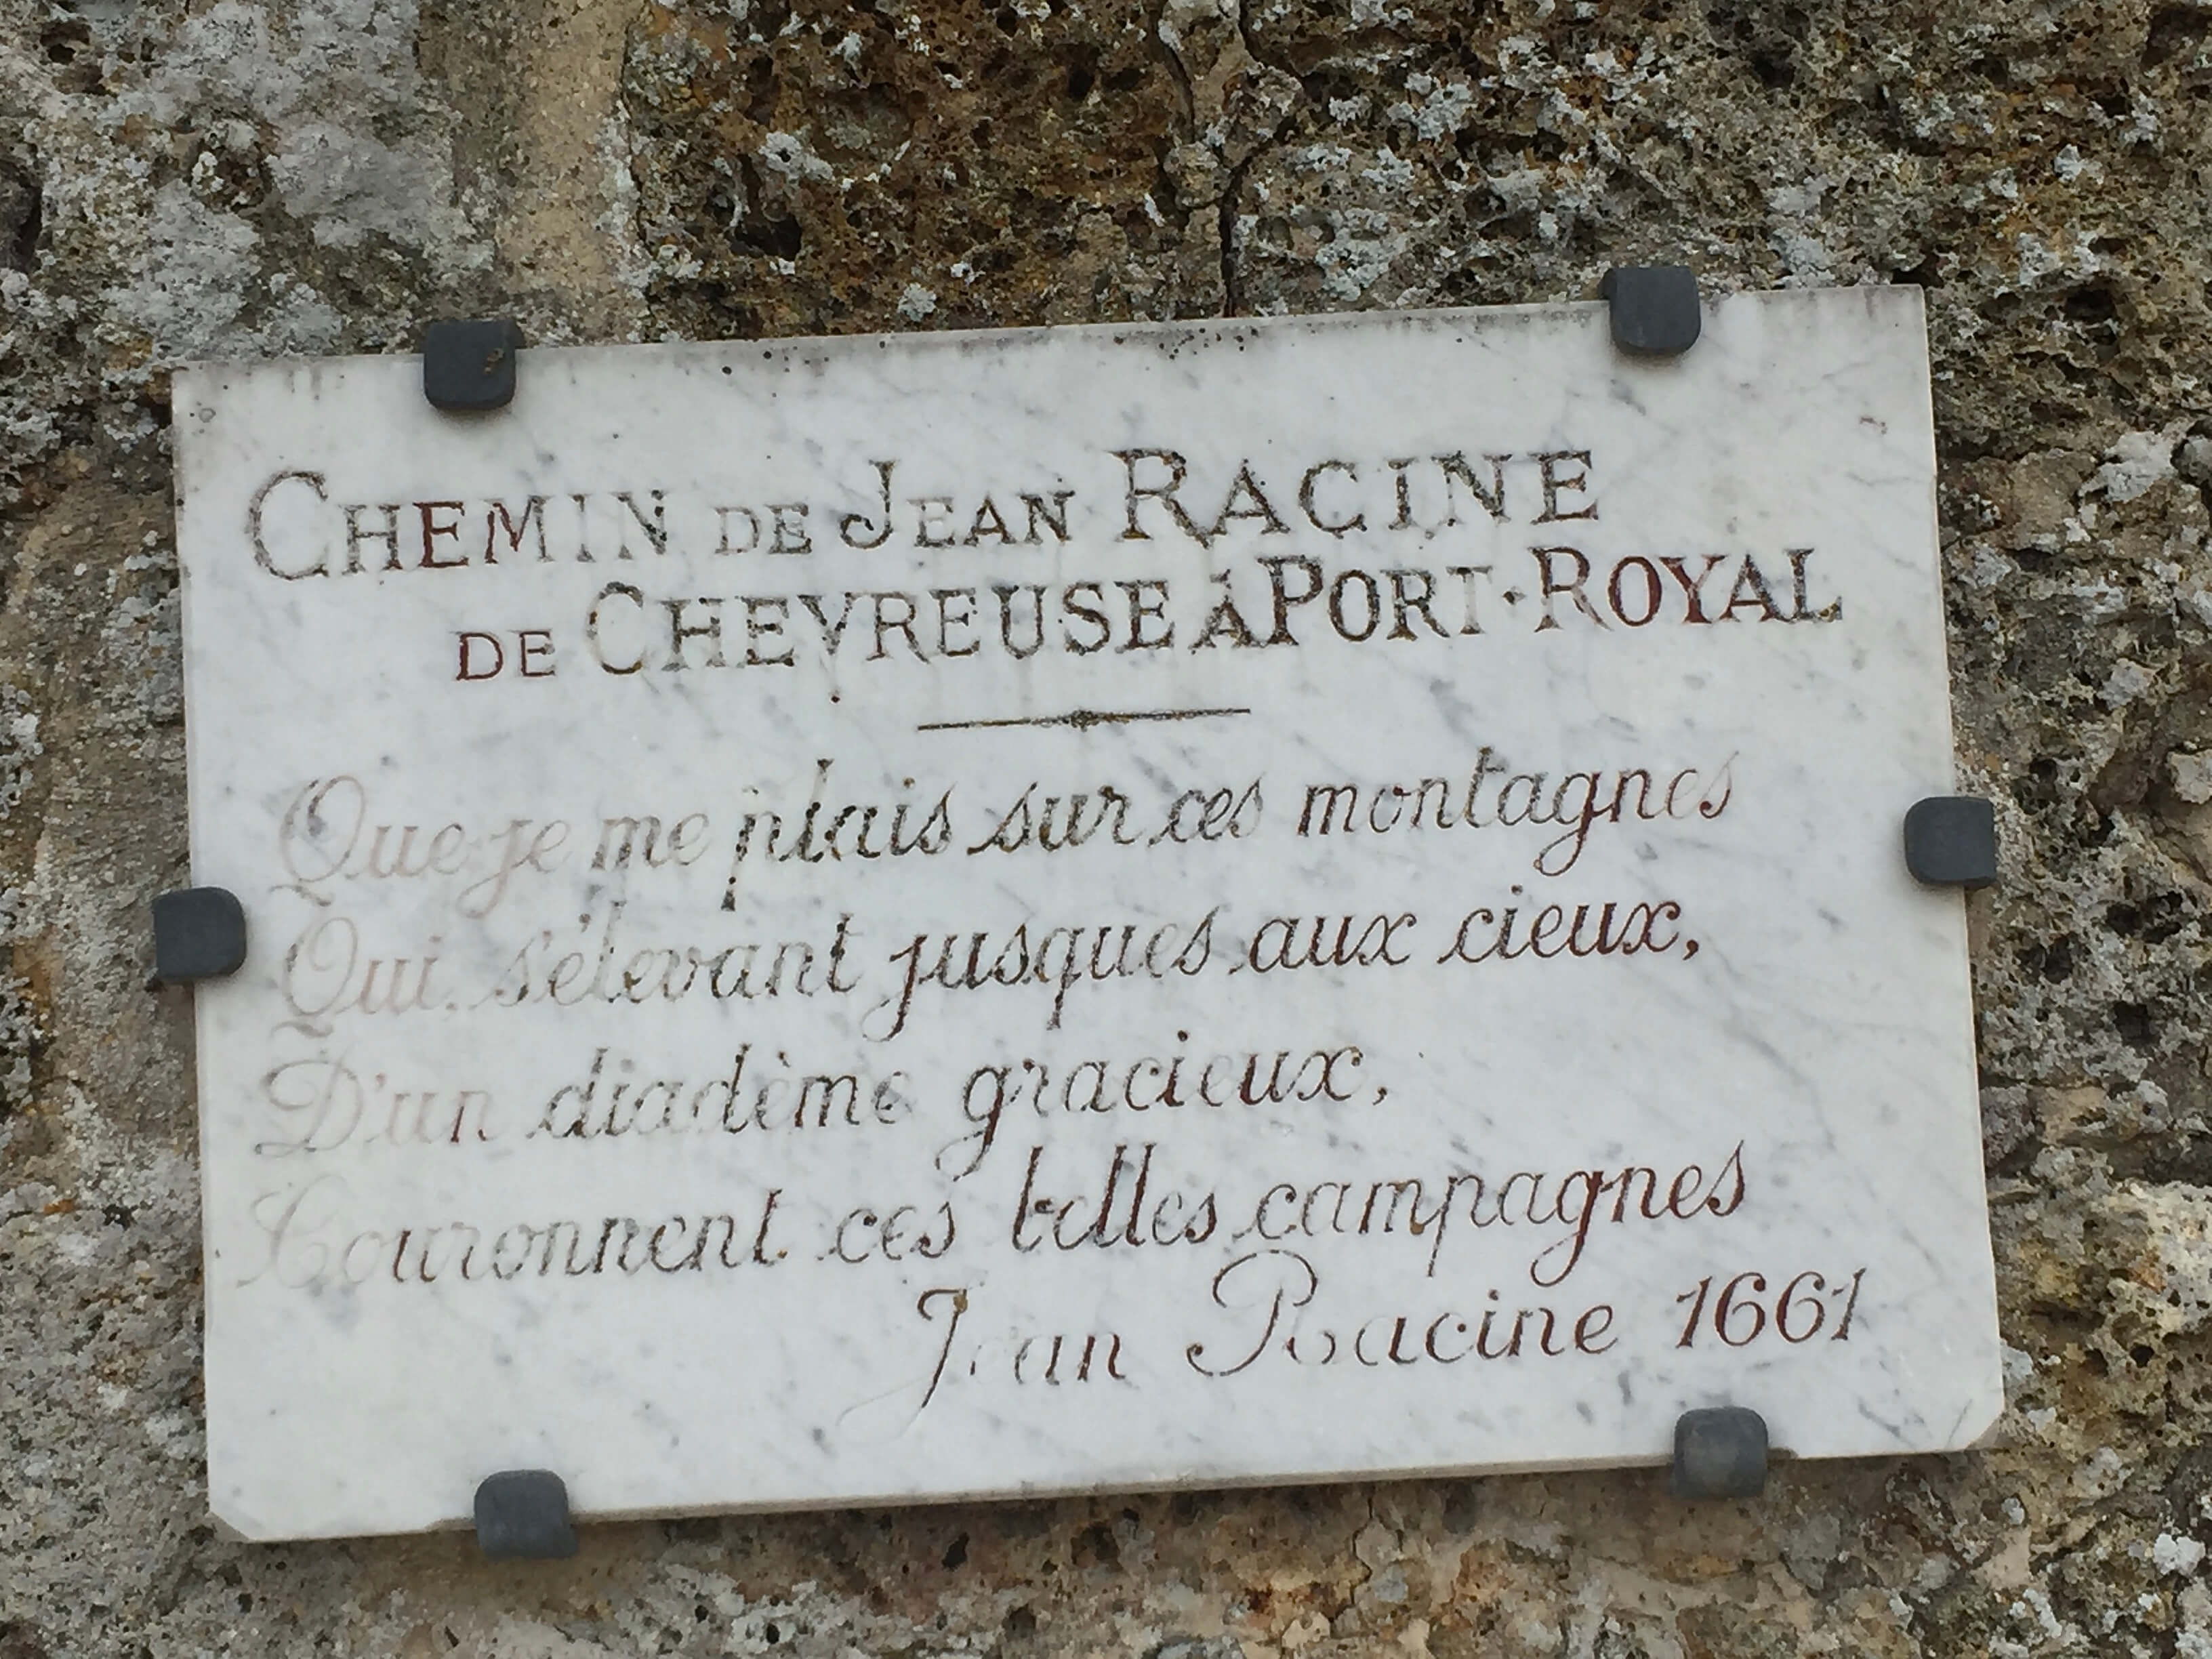 CHEMIN DE JEAN RACINE
DE CHEVREUSE À PORT-ROYAL
Que je me plais sur ces montagnes
Qui s'élevant jusques aux cieux,
D'un diadème gracieux,
Couronnent ces belles campagnes
Jean Racine 1661